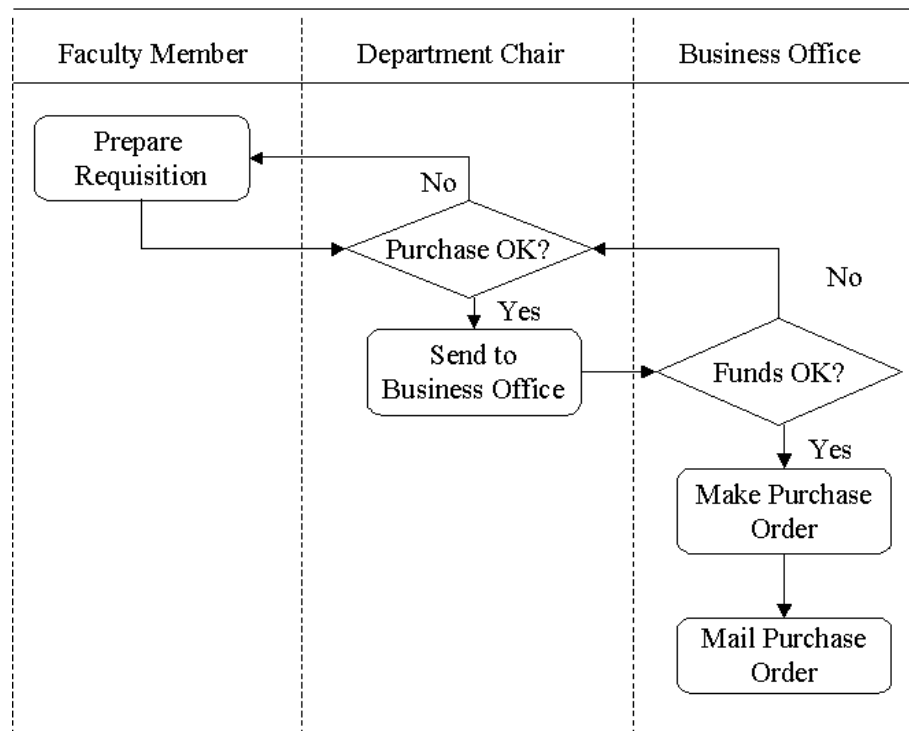 Faculty Member
Department Chair
Business Office
Prepare
Requisition
No
Purchase OK?
No
Yes
Send to
Business Office
Funds OK?
Yes
Make Purchase
Order
Mail Purchase
Order